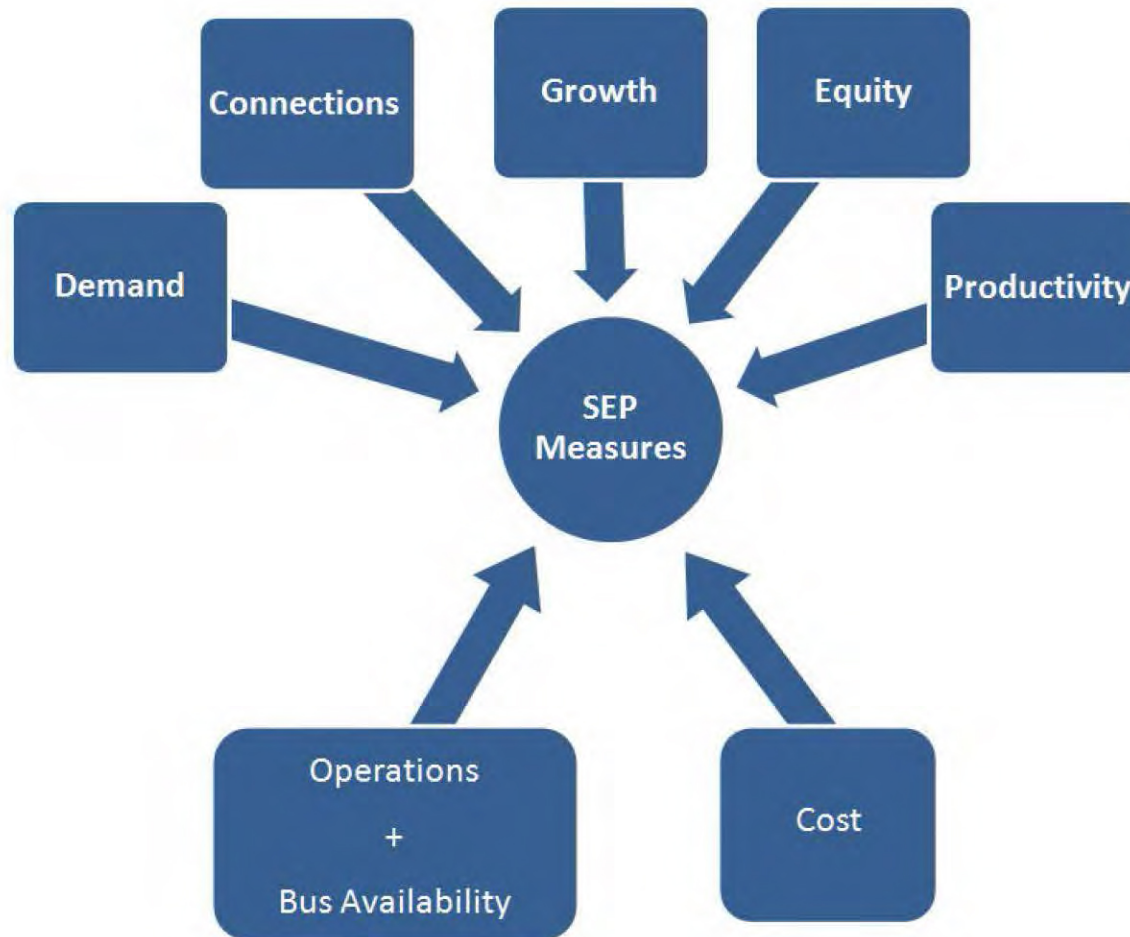 Connections
Growth
Equity
Demand
Productivity
SEP
Measures
Operations
+
Bus Availability
Cost